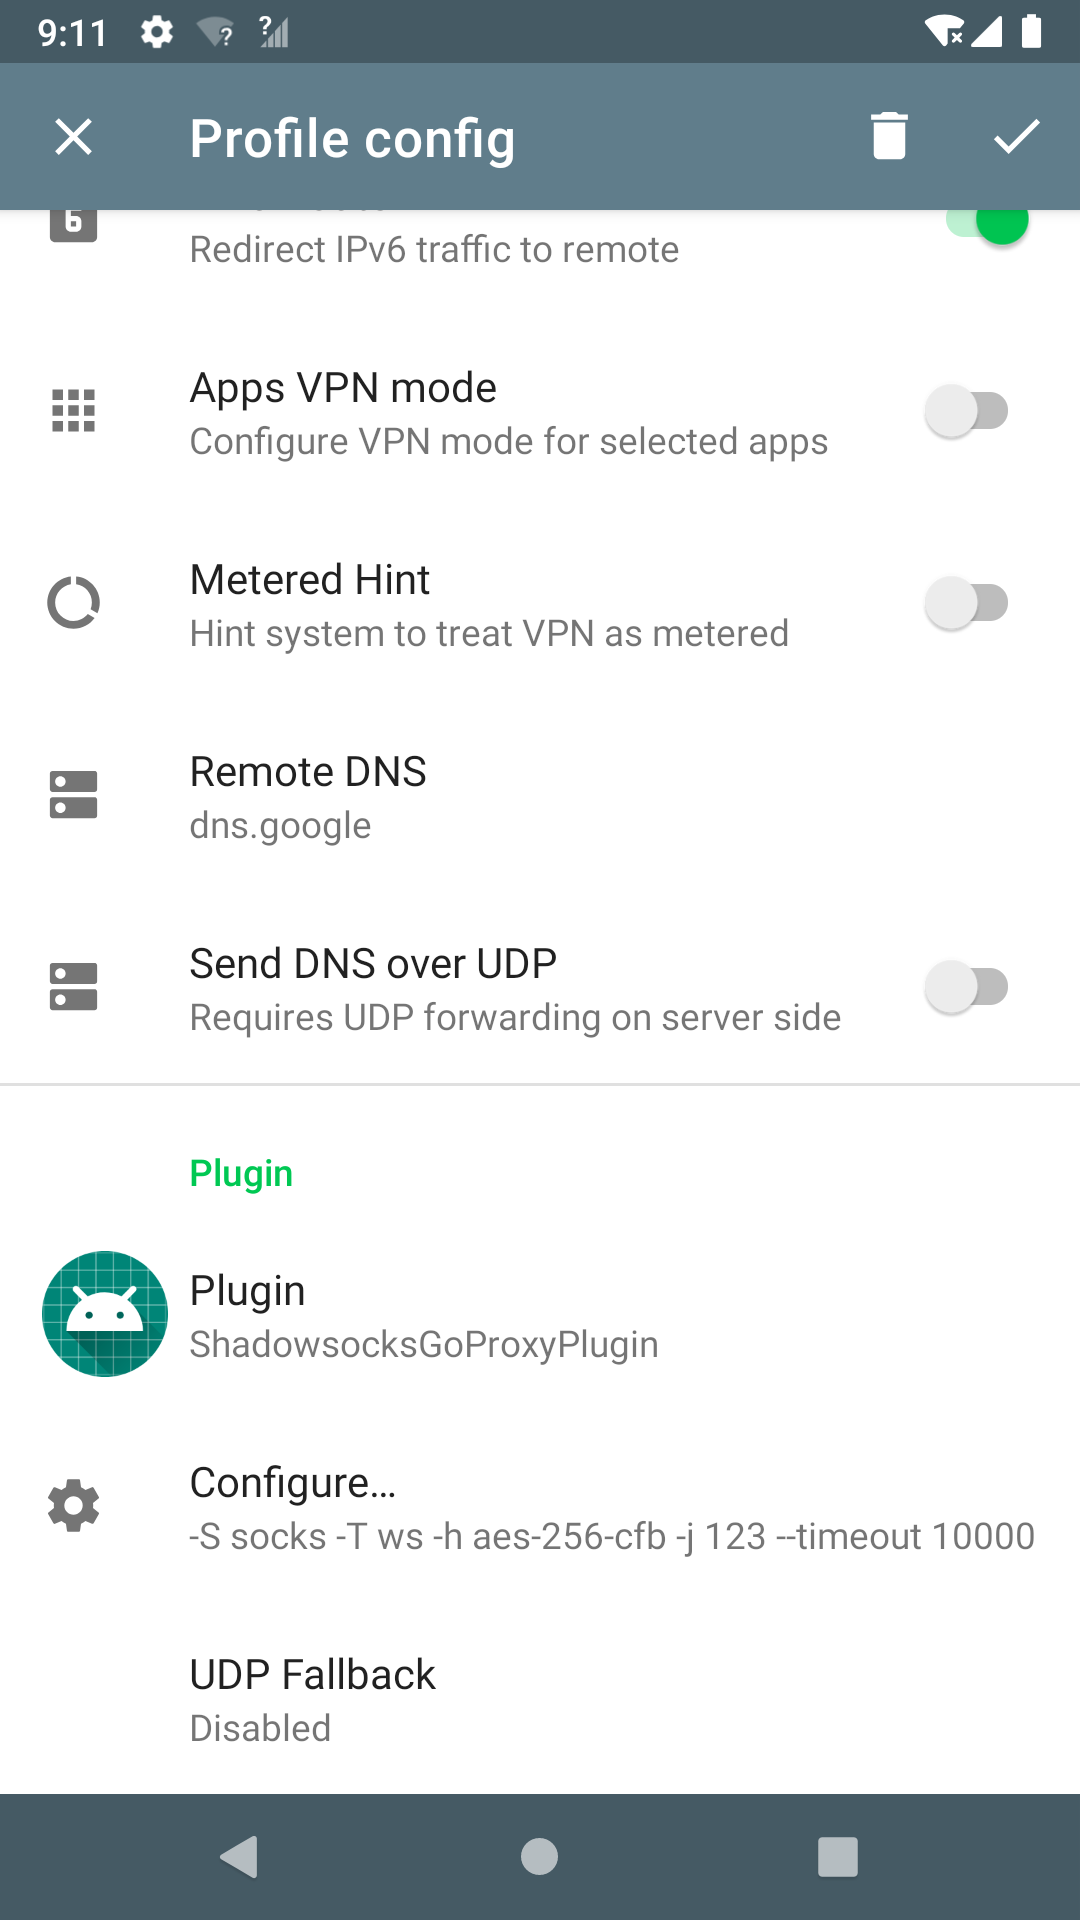 9:11
Profile config
Redirect IPv6 traffic to remote
Apps VPN mode
Configure VPN mode for selected apps
Metered Hint
Hint system to treat VPN as metered
Remote DNS
dns.google
Send DNS over UDP
Requires UDP forwarding on server side
Plugin
Plugin
ShadowsocksGoProxyPlugin
Configure...
-S socks -T ws -h aes-256-cfb -j 123 --timeout 10000
UDP Fallback
Disabled